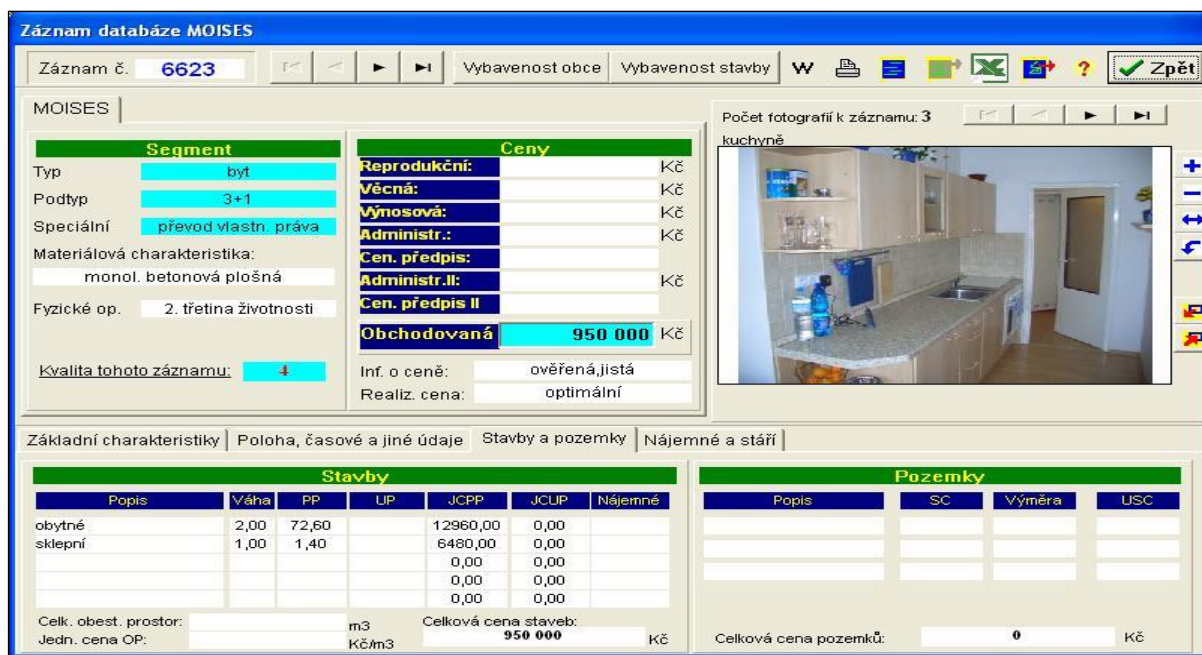 Záznam databáze MOISES
Záznam č. 6623 Vybavenost obce Vybavenost stavby W ? Zpět
MOISES
Počet fotografií k záznamu: 3
kuchyně
Segment
Typ byt
Podtyp 3+1
Speciální převod vlastn. práva
Materiálová charakteristika:
monol. betonová plošná
Fyzické op. 2. třetina životnosti
Kvalita tohoto záznamu: 4
Ceny
Reprodukční: Kč
Věcná: Kč
Výnosová: Kč
Administr.: Kč
Cen. předpis:
Administr.II: Kč
Cen. předpis II
Obchodovaná 950 000 Kč
Inf. o ceně: ověřená,jistá
Realiz. cena: optimální
Základní charakteristiky Poloha, časové a jiné údaje Stavby a pozemky Nájemné a stáří
Stavby
Popis Váha PP UP JCPP JCUP Nájemné
obytné 2,00 72,60 12960,00 0,00
sklepní 1,00 1,40 6480,00 0,00
0,00 0,00
0,00 0,00
0,00 0,00
Celk. obest. prostor: m3 Celková cena staveb:
Jedn. cena OP: Kč/m3 950 000 Kč
Pozemky
Popis SC Výměra USC
Celková cena pozemků: 0 Kč